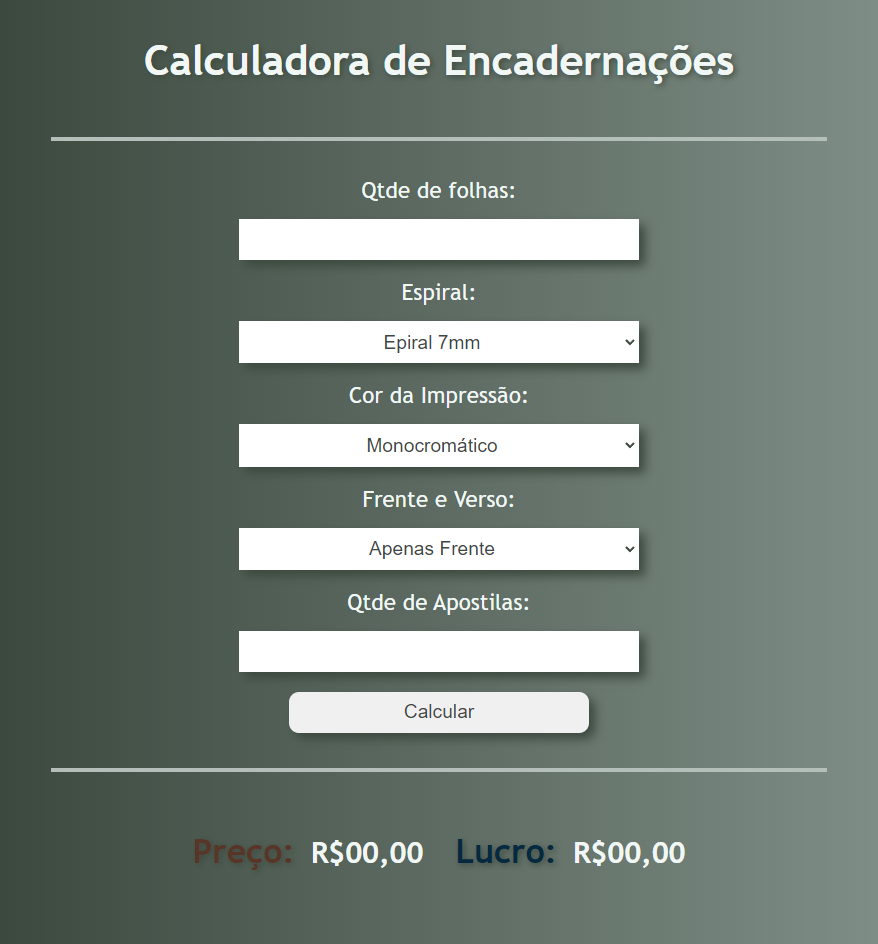 Calculadora de Encadernações
Qtde de folhas:
Espiral:
Epiral 7mm
Cor da Impressão:
Monocromático
Frente e Verso:
Apenas Frente
Qtde de Apostilas:
Calcular
Preço: R$00,00 Lucro: R$00,00